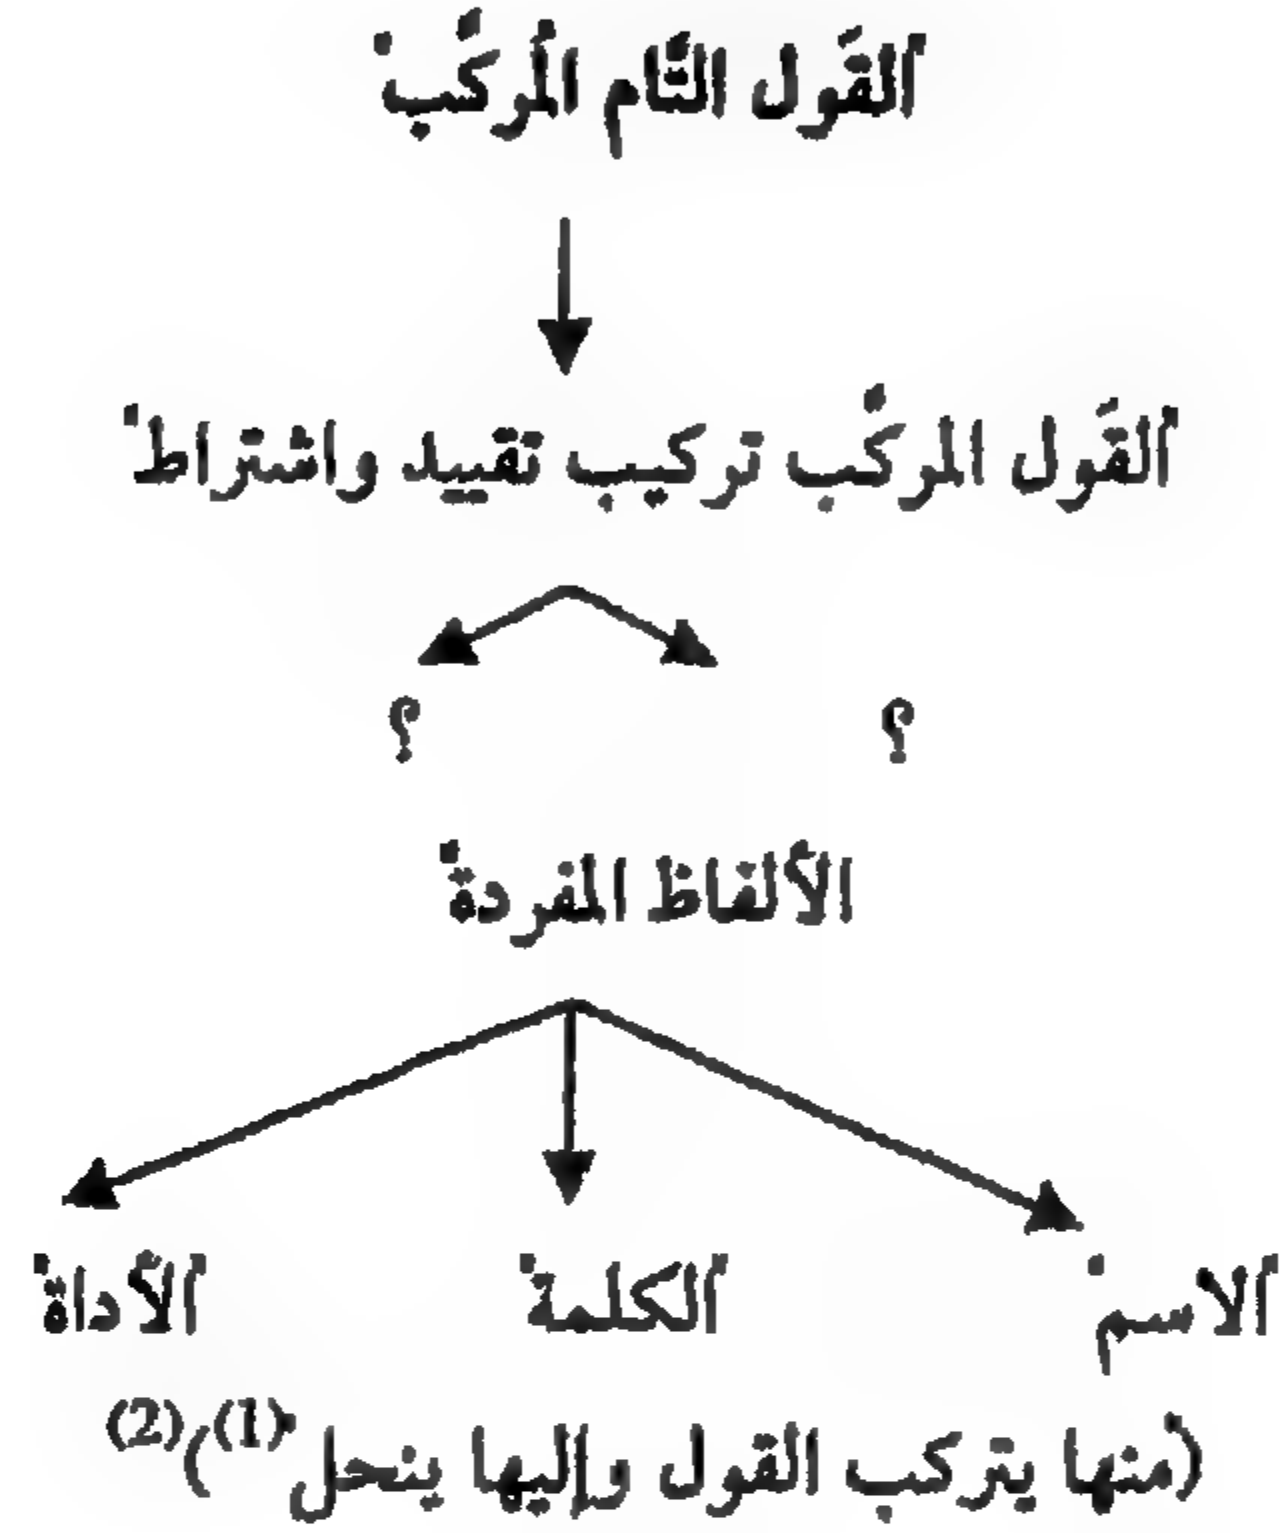 "القَول التَّام المُركَّب"
"القَول المركَّب تركيب تقييد واشتراط"
؟ ؟
الألفاظ المفردة"
"الاسم" "الكلمة" "الأداة"
(منها يتركب القول وإليها ينحل"(1))(2)